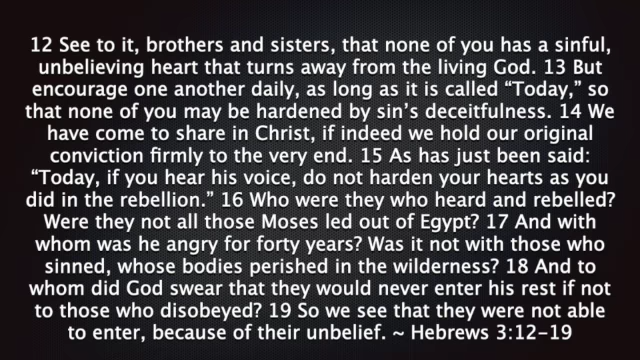 12 See to it, brothers and sisters, that none of you has a sinful,
unbelieving heart that turns away from the living God. 13 But
encourage one another daily, as long as it is called “Today,” so
that none of you may be hardened by sin’s deceitfulness. 14 We
have come to share in Christ, if indeed we hold our original
conviction firmly to the very end. 15 As has just been said:
“Today, if you hear his voice, do not harden your hearts as you
did in the rebellion.” 16 Who were they who heard and rebelled?
Were they not all those Moses led out of Egypt? 17 And with
whom was he angry for forty years? Was it not with those who
sinned, whose bodies perished in the wilderness? 18 And to
whom did God swear that they would never enter his rest if not
to those who disobeyed? 19 So we see that they were not able
to enter, because of their unbelief. ~ Hebrews 3:12-19